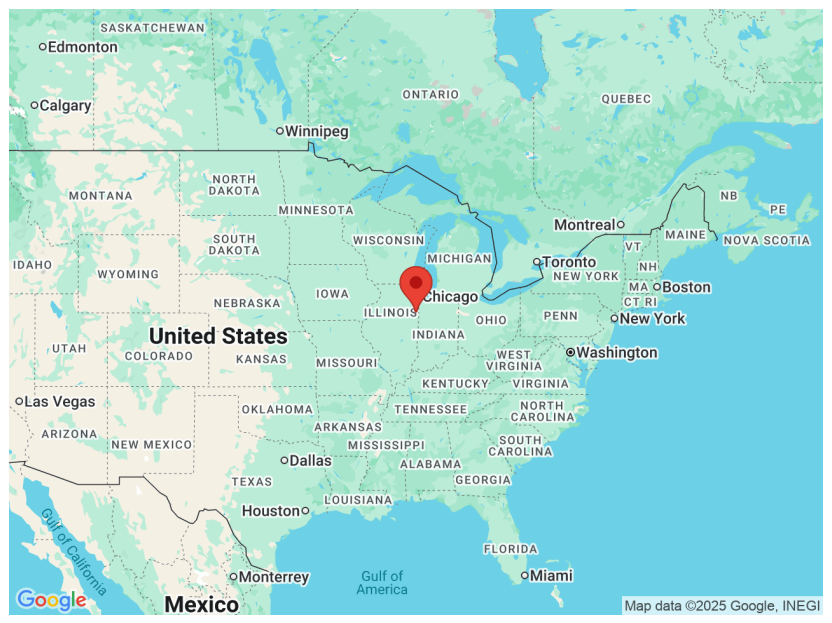 SASKATCHEWAN
Edmonton
Calgary
ONTARIO
QUEBEC
Winnipeg
NORTH
DAKOTA
MONTANA
MINNESOTA
NB
PE
Montreal
MAINE
NOVA SCOTIA
WISCONSIN
SOUTH
DAKOTA
VT
IDAHO
WYOMING
MICHIGAN
Toronto
NEW YORK
NH
MA
Boston
IOWA
Chicago
CT RI
NEBRASKA
ILLINOIS
OHIO
PENN
New York
United States
INDIANA
UTAH
COLORADO
KANSAS
MISSOURI
WEST
VIRGINIA
Washington
KENTUCKY
VIRGINIA
Las Vegas
OKLAHOMA
TENNESSEE
NORTH
CAROLINA
ARIZONA
NEW MEXICO
ARKANSAS
MISSISSIPPI
SOUTH
CAROLINA
Dallas
ALABAMA
TEXAS
GEORGIA
LOUISIANA
Houston
Gulf of California
FLORIDA
Monterrey
Gulf of
America
Miami
Google
Mexico
Map data ©2025 Google, INEGI